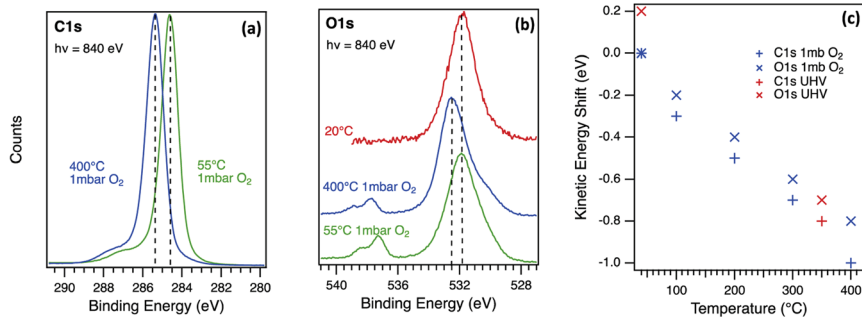 C1s
(a)
hv = 840 eV
400°C
1mbar O₂
55°C
1mbar O₂
Counts
290
288
286
284
282
280
Binding Energy (eV)
O1s
(b)
hv = 840 eV
20°C
400°C 1mbar O₂
55°C 1mbar O₂
540
536
532
528
Binding Energy (eV)
(c)
C1s 1mb O₂
O1s 1mb O₂
C1s UHV
O1s UHV
Kinetic Energy Shift (eV)
0.2
0.0
-0.2
-0.4
-0.6
-0.8
-1.0
100
200
300
400
Temperature (°C)